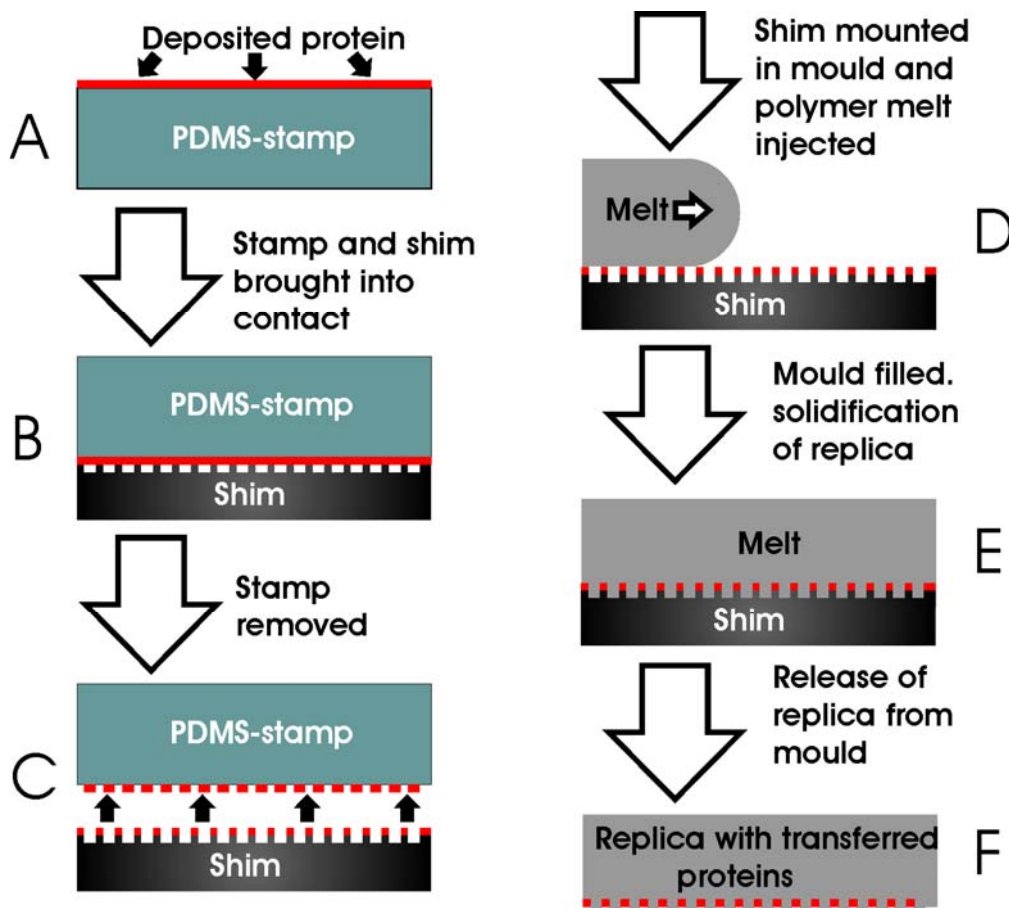 Deposited protein
A
PDMS-stamp
Stamp and shim
brought into
contact
B
PDMS-stamp
Shim
Stamp
removed
C
PDMS-stamp
Shim
Shim mounted
in mould and
polymer melt
injected
Melt
D
Shim
Mould filled.
solidification
of replica
Melt
E
Shim
Release of
replica from
mould
Replica with transferred
proteins
F